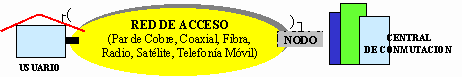 RED DE ACCESO
(Par de Cobre, Coaxial, Fibra,
Radio, Satélite, Telefonía Móvil)
NODO
CENTRAL
DE CONMUTACION
USUARIO